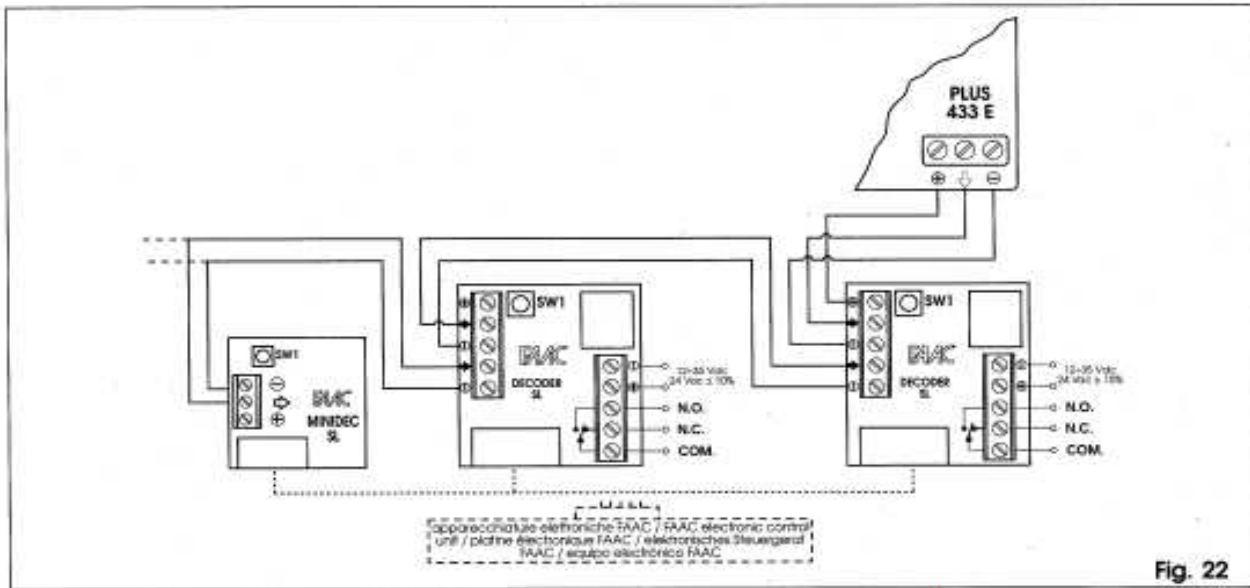 PLUS
433 E
SW1
FAAC
MINIDEC
SL
SW1
FAAC
DECODER
SL
12÷35 Vdc
24 Vac ± 10%
N.O.
N.C.
COM.
SW1
FAAC
DECODER
SL
12÷35 Vdc
24 Vac ± 10%
N.O.
N.C.
COM.
apparecchiature elettroniche FAAC / FAAC electronic control
unit / platine électronique FAAC / elektronisches Steuergerät
FAAC / equipo electrónico FAAC
Fig. 22